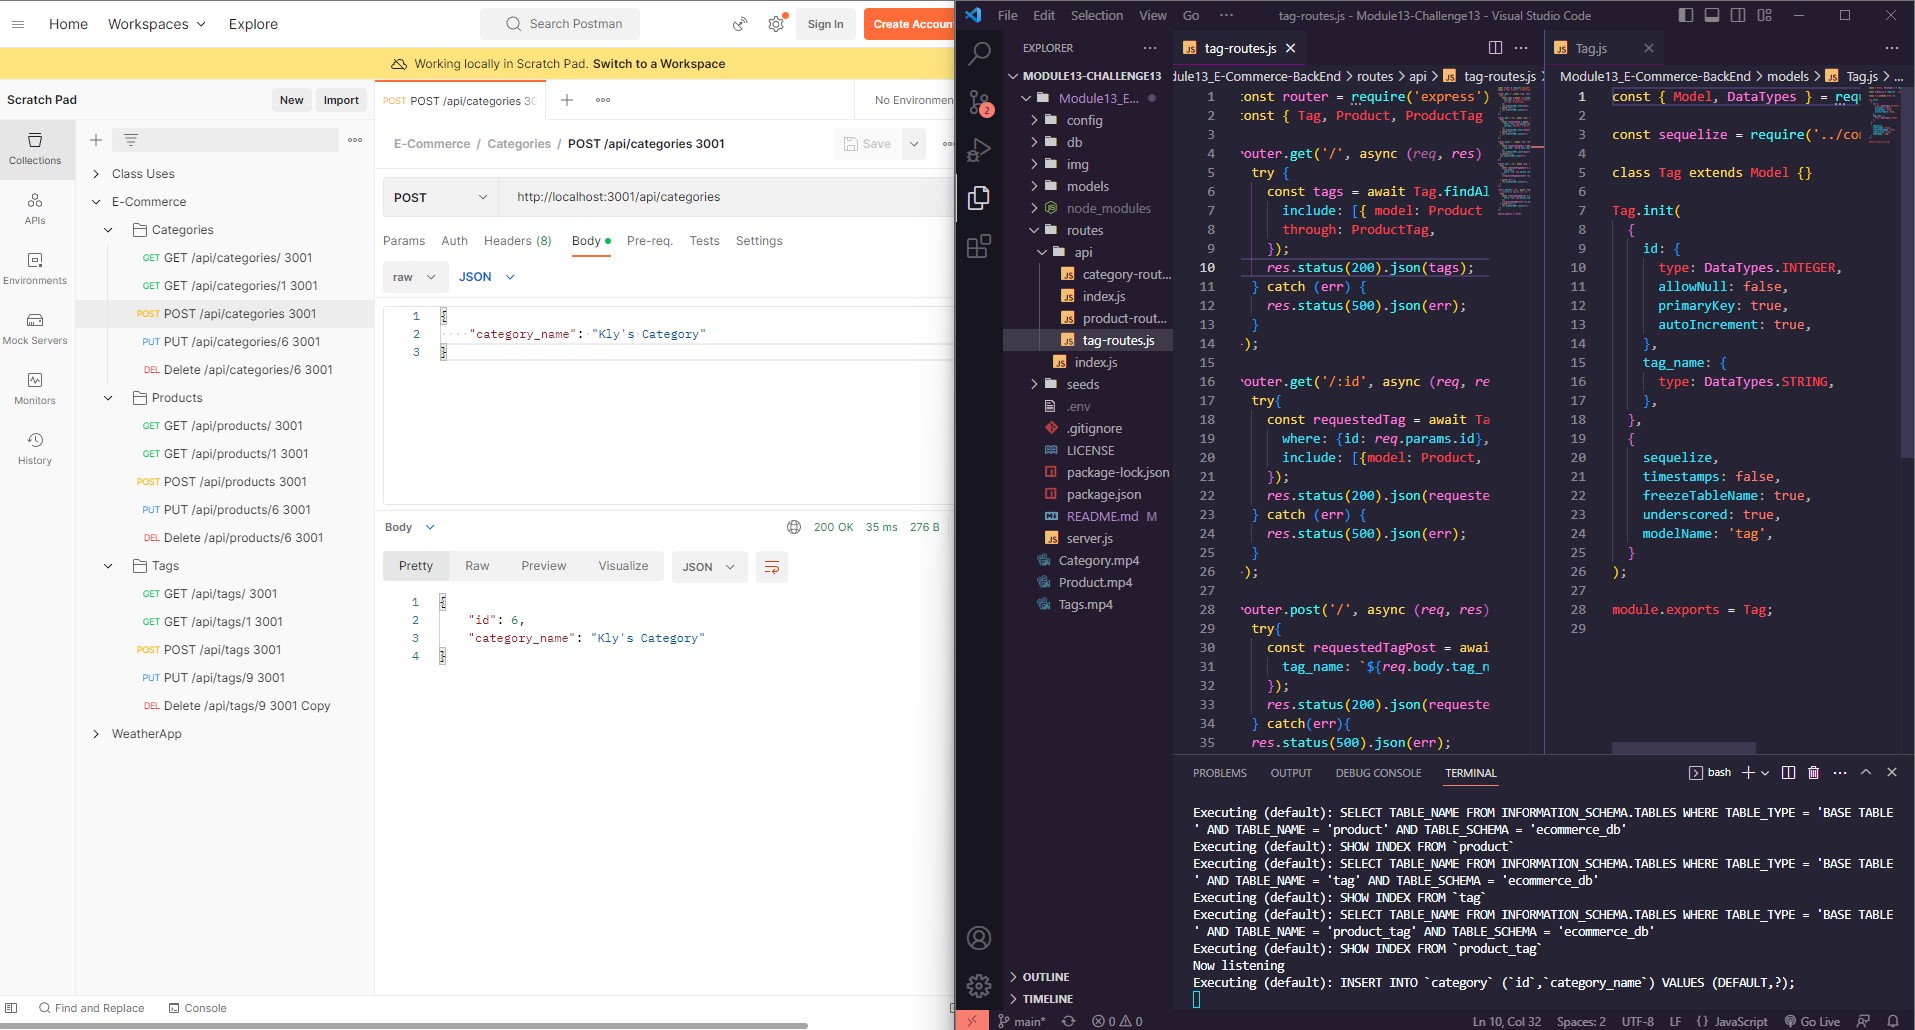 Home
Workspaces
Explore
Search Postman
Sign In
Create Accoun
Working locally in Scratch Pad. Switch to a Workspace
Scratch Pad
New
Import
POST POST /api/categories 30
No Environmen
Collections
APIs
Environments
Mock Servers
Monitors
History
Class Uses
E-Commerce
Categories
GET GET /api/categories/ 3001
GET GET /api/categories/1 3001
POST POST /api/categories 3001
PUT PUT /api/categories/6 3001
DEL Delete /api/categories/6 3001
Products
GET GET /api/products/ 3001
GET GET /api/products/1 3001
POST POST /api/products 3001
PUT PUT /api/products/6 3001
DEL Delete /api/products/6 3001
Tags
GET GET /api/tags/ 3001
GET GET /api/tags/1 3001
POST POST /api/tags 3001
PUT PUT /api/tags/9 3001
DEL Delete /api/tags/9 3001 Copy
WeatherApp
E-Commerce / Categories / POST /api/categories 3001
Save
POST
http://localhost:3001/api/categories
Params Auth Headers (8) Body Pre-req. Tests Settings
raw
JSON
1 {
2 "category_name": "Kly's Category"
3 }
Body
200 OK 35 ms 276 B
Pretty Raw Preview Visualize JSON
1 {
2 "id": 6,
3 "category_name": "Kly's Category"
4 }
Find and Replace
Console
File Edit Selection View Go ···
tag-routes.js - Module13-Challenge13 - Visual Studio Code
EXPLORER
2
MODULE13-CHALLENGE13
Module13_E...
config
db
img
models
node_modules
routes
api
category-rout...
index.js
product-rout...
tag-routes.js
index.js
seeds
.env
.gitignore
LICENSE
package-lock.json
package.json
README.md M
server.js
Category.mp4
Product.mp4
Tags.mp4
OUTLINE
TIMELINE
JS tag-routes.js
dule13_E-Commerce-BackEnd > routes > api > JS tag-routes.js >
1 const router = require('express')
2 const { Tag, Product, ProductTag
3
4 router.get('/', async (req, res)
5 try {
6 const tags = await Tag.findAl
7 include: [{ model: Product
8 through: ProductTag,
9 });
10 res.status(200).json(tags);
11 } catch (err) {
12 res.status(500).json(err);
13 }
14 );
15
16 router.get('/:id', async (req, re
17 try{
18 const requestedTag = await Ta
19 where: {id: req.params.id},
20 include: [{model: Product,
21 });
22 res.status(200).json(requeste
23 } catch (err) {
24 res.status(500).json(err);
25 }
26 );
27
28 router.post('/', async (req, res)
29 try{
30 const requestedTagPost = awai
31 tag_name: `${req.body.tag_n
32 });
33 res.status(200).json(requeste
34 } catch(err){
35 res.status(500).json(err);
JS Tag.js
Module13_E-Commerce-BackEnd > models > JS Tag.js > ...
1 const { Model, DataTypes } = requ
2
3 const sequelize = require('../con
4
5 class Tag extends Model {}
6
7 Tag.init(
8 {
9 id: {
10 type: DataTypes.INTEGER,
11 allowNull: false,
12 primaryKey: true,
13 autoIncrement: true,
14 },
15 tag_name: {
16 type: DataTypes.STRING,
17 },
18 },
19 {
20 sequelize,
21 timestamps: false,
22 freezeTableName: true,
23 underscored: true,
24 modelName: 'tag',
25 }
26 );
27
28 module.exports = Tag;
29
PROBLEMS OUTPUT DEBUG CONSOLE TERMINAL
bash
Executing (default): SELECT TABLE_NAME FROM INFORMATION_SCHEMA.TABLES WHERE TABLE_TYPE = 'BASE TABLE
' AND TABLE_NAME = 'product' AND TABLE_SCHEMA = 'ecommerce_db'
Executing (default): SHOW INDEX FROM `product`
Executing (default): SELECT TABLE_NAME FROM INFORMATION_SCHEMA.TABLES WHERE TABLE_TYPE = 'BASE TABLE
' AND TABLE_NAME = 'tag' AND TABLE_SCHEMA = 'ecommerce_db'
Executing (default): SHOW INDEX FROM `tag`
Executing (default): SELECT TABLE_NAME FROM INFORMATION_SCHEMA.TABLES WHERE TABLE_TYPE = 'BASE TABLE
' AND TABLE_NAME = 'product_tag' AND TABLE_SCHEMA = 'ecommerce_db'
Executing (default): SHOW INDEX FROM `product_tag`
Now listening
Executing (default): INSERT INTO `category` (`id`,`category_name`) VALUES (DEFAULT,?);
main*
0 0
Ln 10, Col 32 Spaces: 2 UTF-8 LF {} JavaScript Go Live